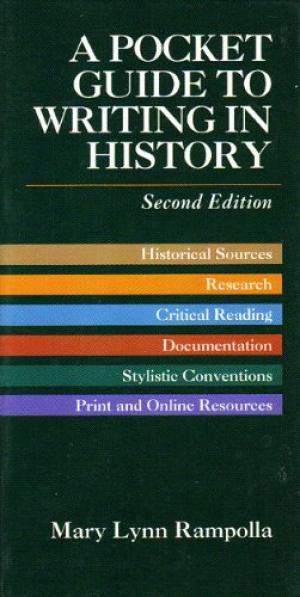 A POCKET
GUIDE TO
WRITING IN
HISTORY
Second Edition
Historical Sources
Research
Critical Reading
Documentation
Stylistic Conventions
Print and Online Resources
Mary Lynn Rampolla